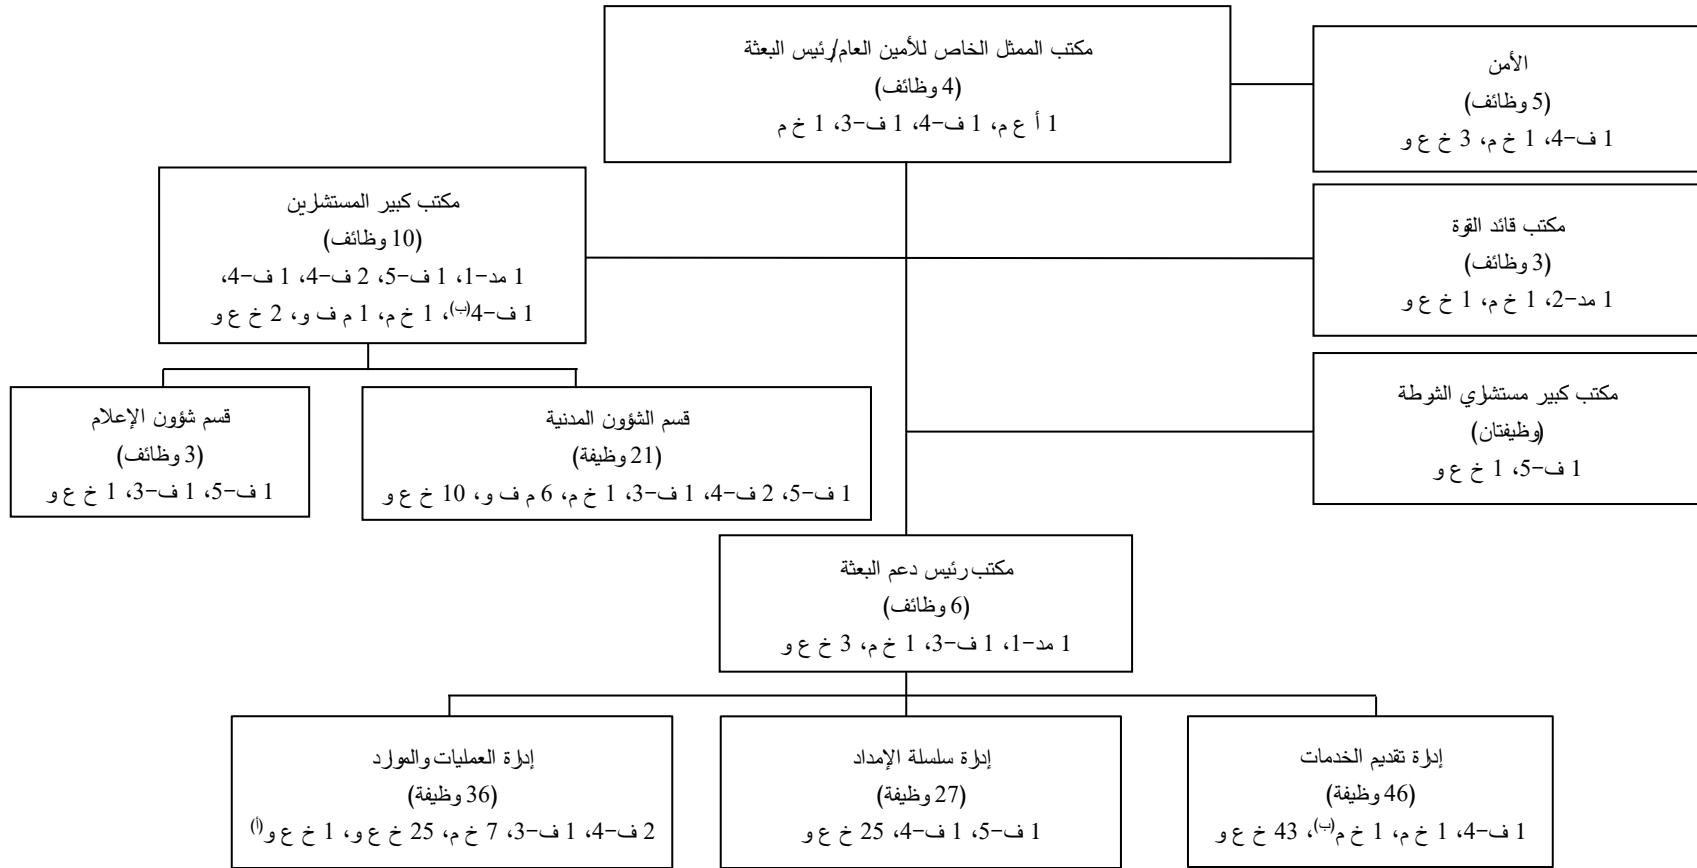 مكتب الممثل الخاص للأمين العام/رئيس البعثة
(4 وظائف)
1 أ ع م، 1 ف-4، 1 ف-3، 1 خ م
الأمن
(5 وظائف)
1 ف-4، 1 خ م، 3 خ ع و
مكتب كبير المستشارين
(10 وظائف)
1 مد-1، 1 ف-5، 2 ف-4، 1 ف-4،
1 ف-4(ب)، 1 خ م، 1 م ف و، 2 خ ع و
مكتب قائد القوة
(3 وظائف)
1 مد-2، 1 خ م، 1 خ ع و
مكتب كبير مستشاري الشرطة
(وظيفتان)
1 ف-5، 1 خ ع و
قسم الشؤون المدنية
(21 وظيفة)
1 ف-5، 2 ف-4، 1 ف-3، 1 خ م، 6 م ف و، 10 خ ع و
قسم شؤون الإعلام
(3 وظائف)
1 ف-5، 1 ف-3، 1 خ ع و
مكتب رئيس دعم البعثة
(6 وظائف)
1 مد-1، 1 ف-3، 1 خ م، 3 خ ع و
إدارة تقديم الخدمات
(46 وظيفة)
1 ف-4، 1 خ م، 1 خ م(ب)، 43 خ ع و
إدارة سلسلة الإمداد
(27 وظيفة)
1 ف-5، 1 ف-4، 25 خ ع و
إدارة العمليات والموارد
(36 وظيفة)
2 ف-4، 1 ف-3، 7 خ م، 25 خ ع و، 1 خ ع و(أ)